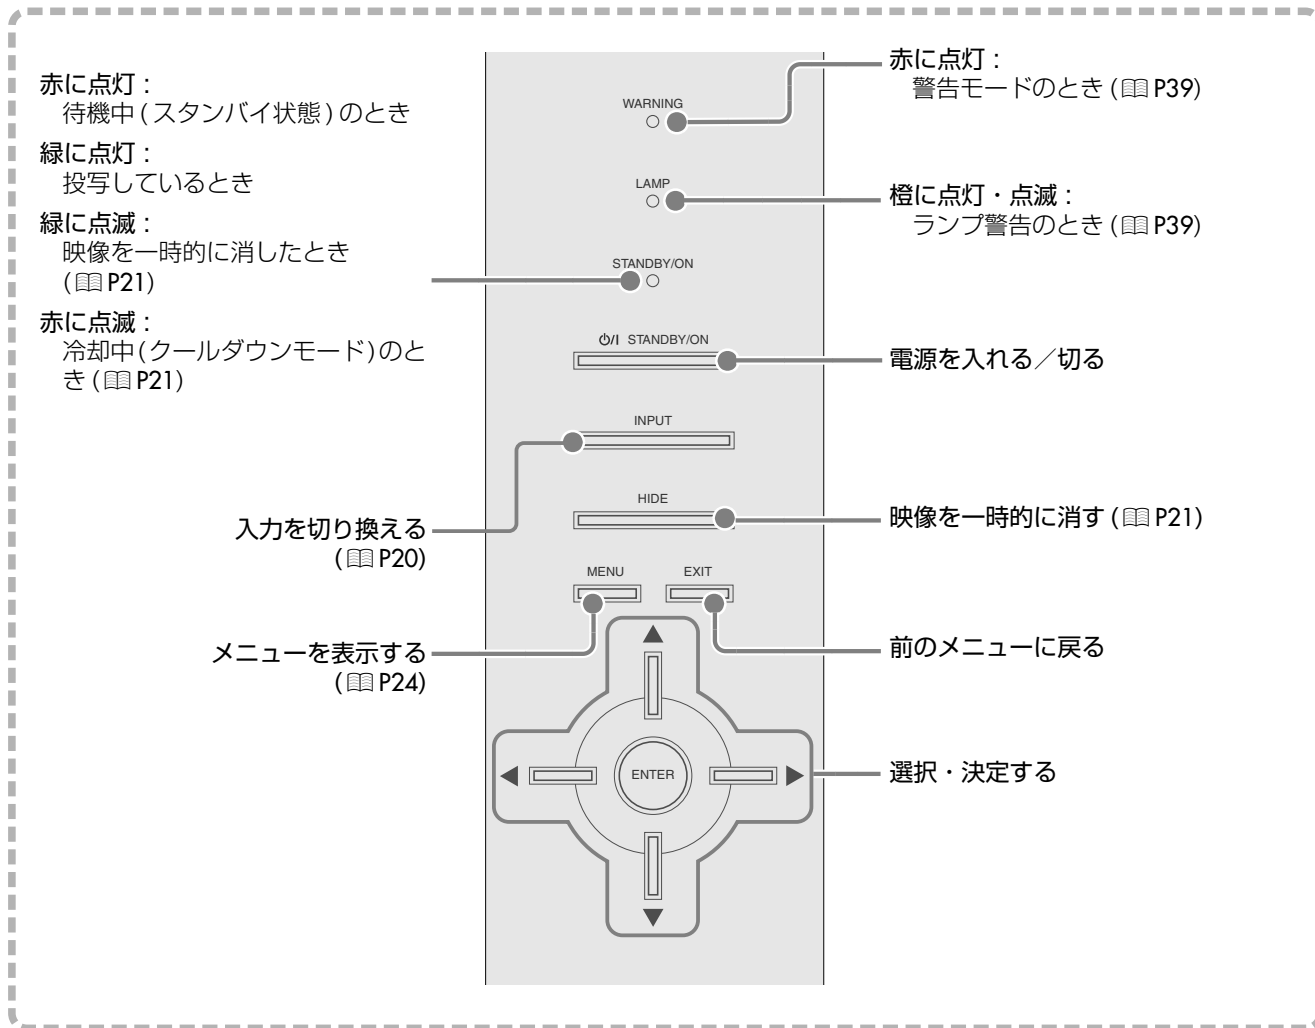 赤に点灯：
待機中 (スタンバイ状態) のとき
緑に点灯：
投写しているとき
緑に点滅：
映像を一時的に消したとき
(P21)
赤に点滅：
冷却中 (クールダウンモード)のと
き (P21)
入力を切り換える
(P20)
メニューを表示する
(P24)
WARNING
LAMP
STANDBY/ON
⏻/I STANDBY/ON
INPUT
HIDE
MENU EXIT
▲
◀ ENTER ▶
▼
赤に点灯：
警告モードのとき (P39)
橙に点灯・点滅：
ランプ警告のとき (P39)
電源を入れる／切る
映像を一時的に消す (P21)
前のメニューに戻る
選択・決定する